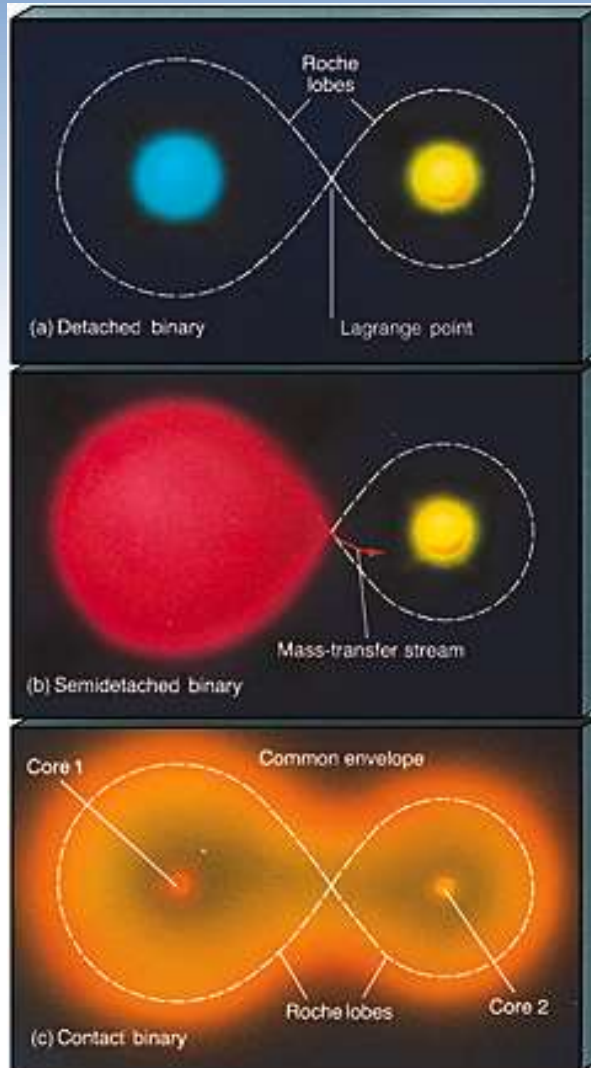 Roche
lobes
(a) Detached binary
Lagrange point
Mass-transfer stream
(b) Semidetached binary
Core 1
Common envelope
Roche lobes
Core 2
(c) Contact binary